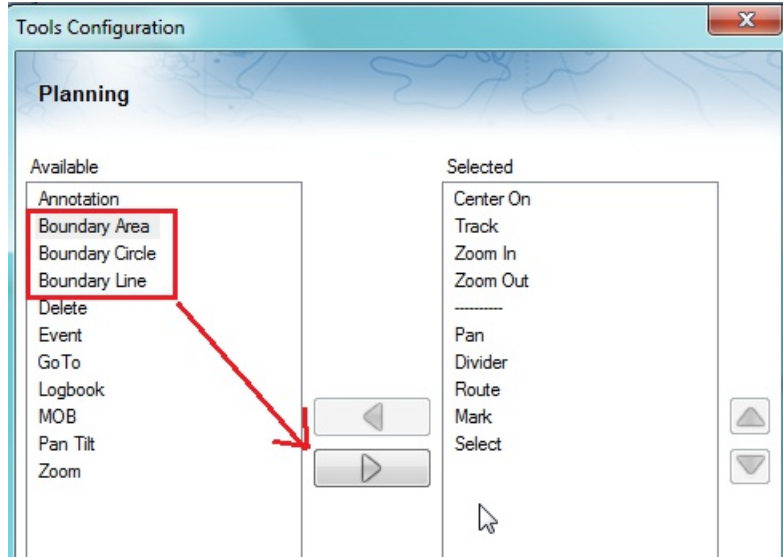 Tools Configuration
Planning
Available
Annotation
Boundary Area
Boundary Circle
Boundary Line
Delete
Event
GoTo
Logbook
MOB
Pan Tilt
Zoom
Selected
Center On
Track
Zoom In
Zoom Out
----------
Pan
Divider
Route
Mark
Select